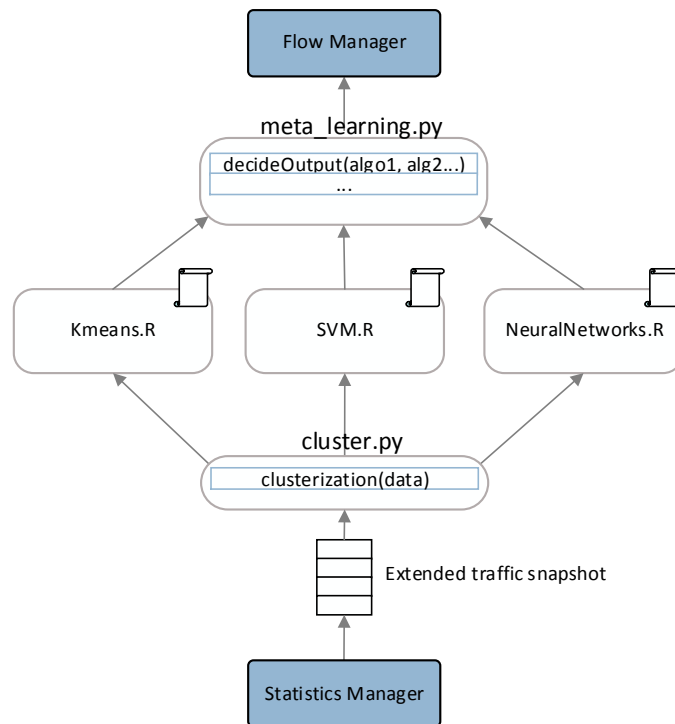 Flow Manager
meta_learning.py
decideOutput(algo1, alg2...)
...
Kmeans.R
SVM.R
NeuralNetworks.R
cluster.py
clusterization(data)
Extended traffic snapshot
Statistics Manager